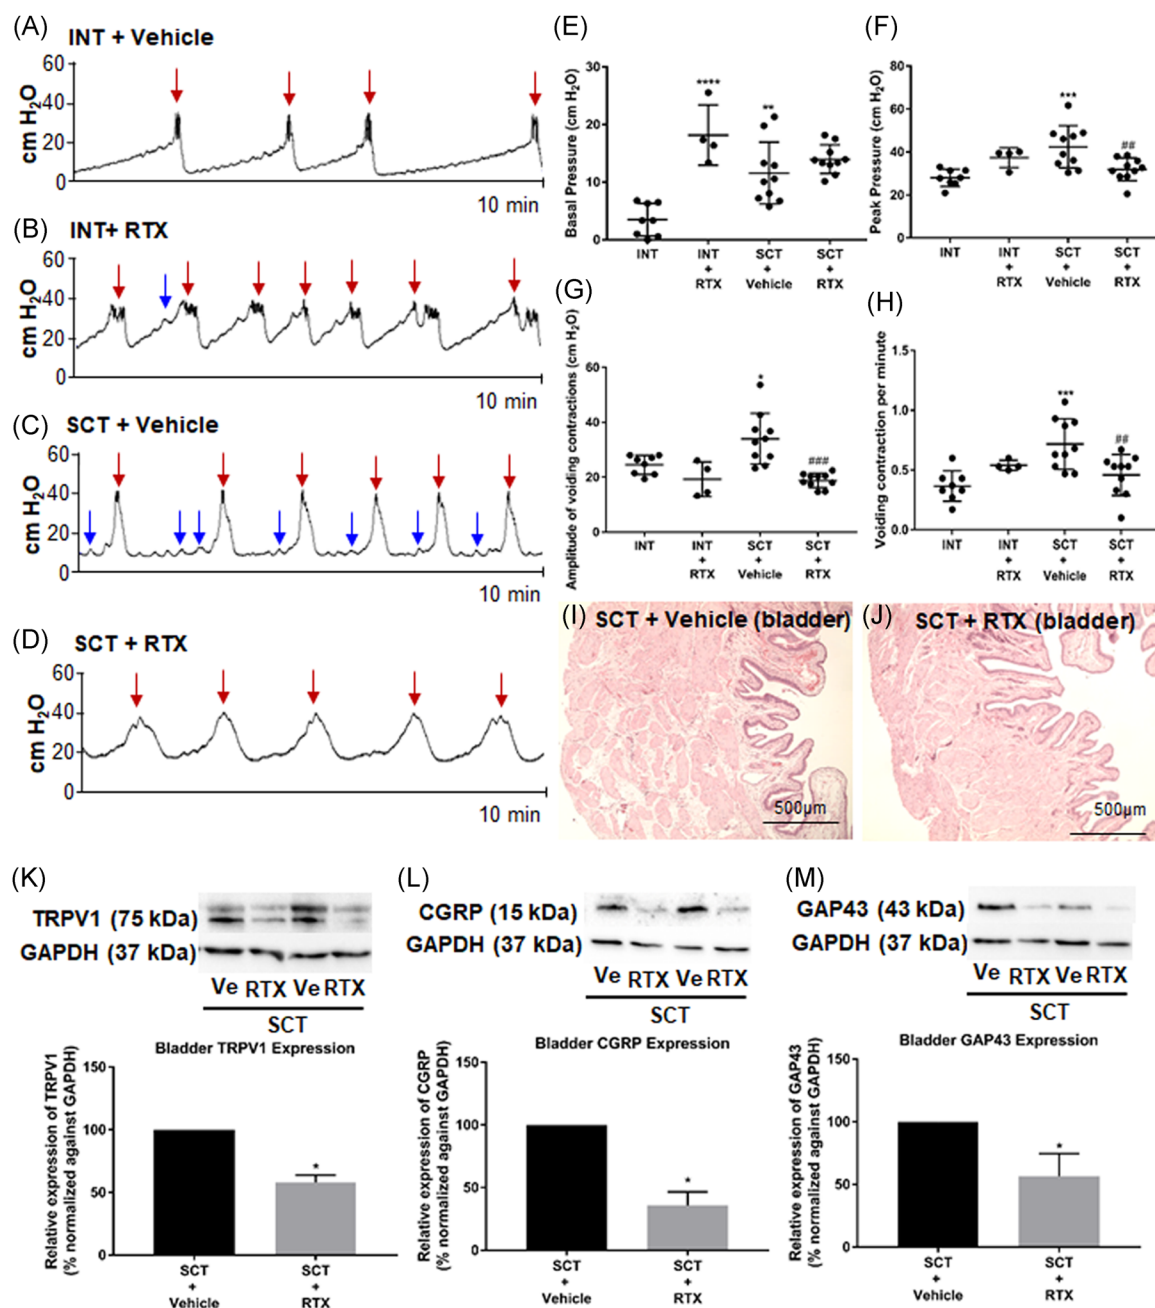 (A)
INT + Vehicle
60
40
20
0
cm H₂O
10 min
(B)
INT+ RTX
60
40
20
0
cm H₂O
10 min
(C)
SCT + Vehicle
60
40
20
0
cm H₂O
10 min
(D)
SCT + RTX
60
40
20
0
cm H₂O
10 min
(E)
Basal Pressure (cm H₂O)
30
20
10
0
****
**
INT
INT
+
RTX
SCT
+
Vehicle
SCT
+
RTX
(F)
Peak Pressure (cm H₂O)
80
60
40
20
0
***
##
INT
INT
+
RTX
SCT
+
Vehicle
SCT
+
RTX
(G)
Amplitude of voiding contractions (cm H₂O)
60
40
20
0
*
###
INT
INT
+
RTX
SCT
+
Vehicle
SCT
+
RTX
(H)
Voiding contraction per minute
1.5
1.0
0.5
0.0
***
##
INT
INT
+
RTX
SCT
+
Vehicle
SCT
+
RTX
(I)
SCT + Vehicle (bladder)
500µm
(J)
SCT + RTX (bladder)
500µm
(K)
TRPV1 (75 kDa)
GAPDH (37 kDa)
Ve RTX Ve RTX
SCT
Bladder TRPV1 Expression
Relative expression of TRPV1
(% normalized against GAPDH)
150
100
50
0
*
SCT
+
Vehicle
SCT
+
RTX
(L)
CGRP (15 kDa)
GAPDH (37 kDa)
Ve RTX Ve RTX
SCT
Bladder CGRP Expression
Relative expression of CGRP
(% normalized against GAPDH)
150
100
50
0
*
SCT
+
Vehicle
SCT
+
RTX
(M)
GAP43 (43 kDa)
GAPDH (37 kDa)
Ve RTX Ve RTX
SCT
Bladder GAP43 Expression
Relative expression of GAP43
(% normalized against GAPDH)
150
100
50
0
*
SCT
+
Vehicle
SCT
+
RTX